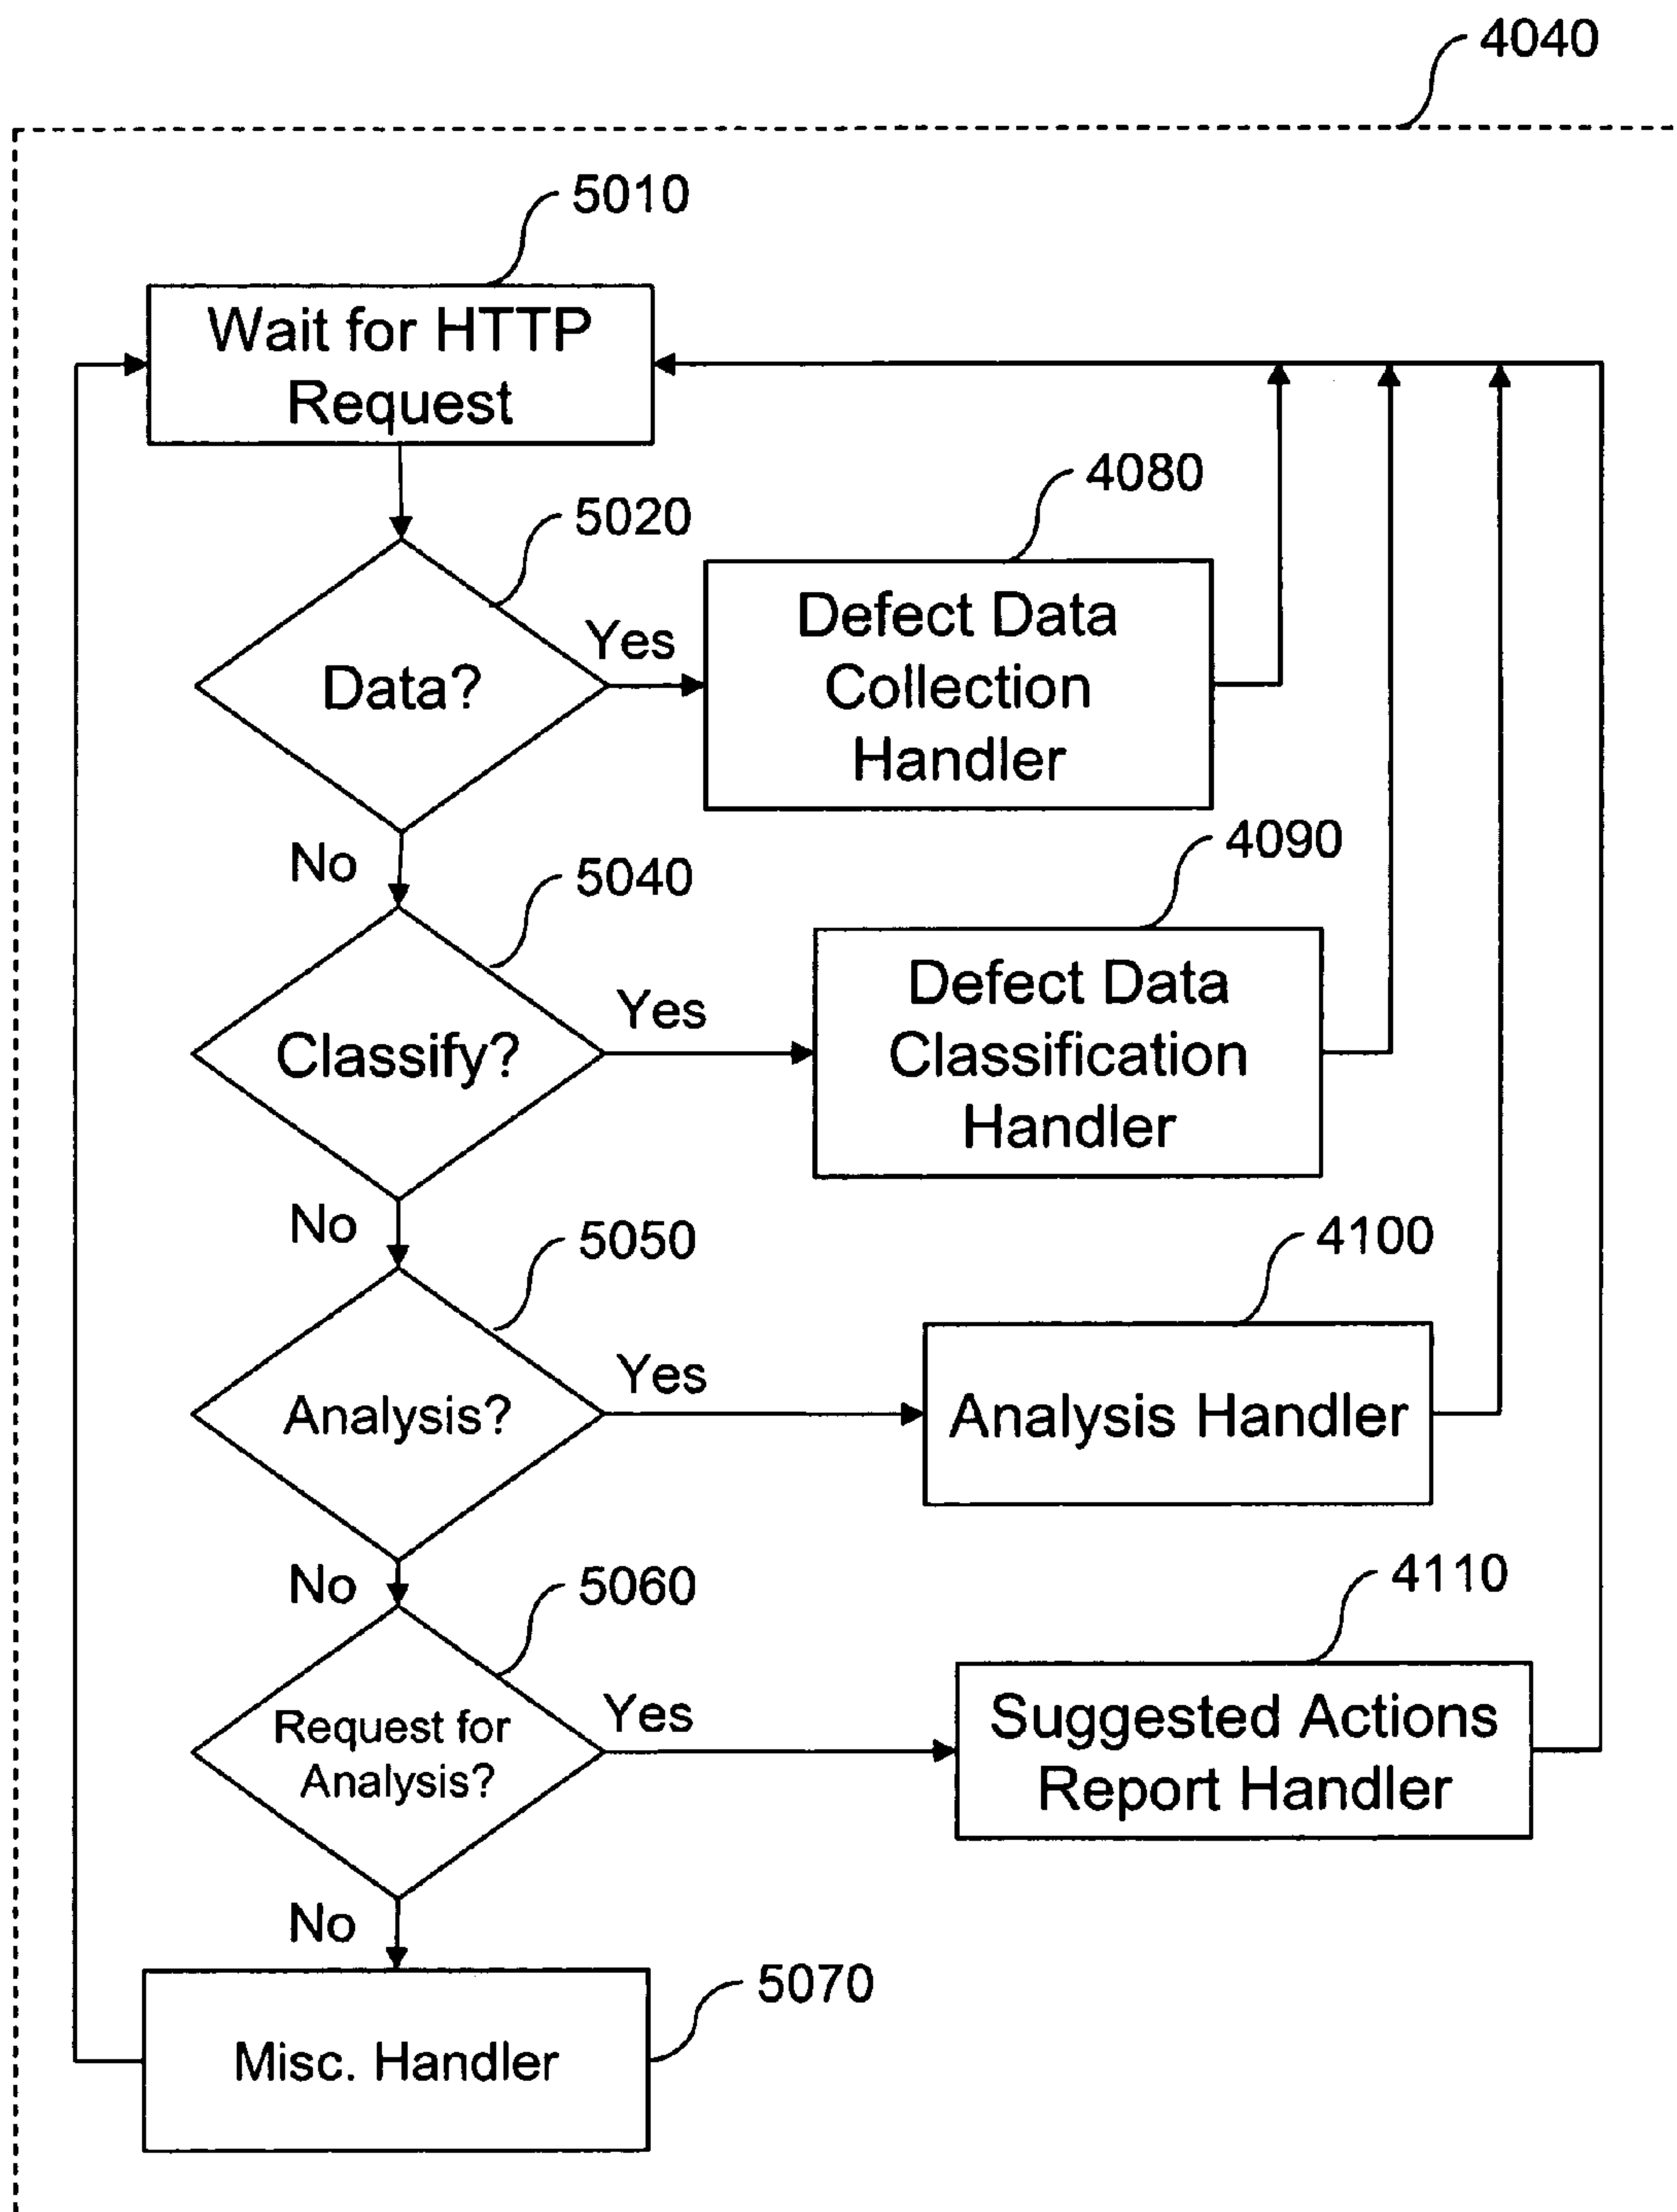 4040
5010
Wait for HTTP
Request
4080
5020
Yes
Defect Data
Collection
Handler
Data?
No
4090
5040
Yes
Defect Data
Classification
Handler
Classify?
No
4100
5050
Yes
Analysis?
Analysis Handler
No
4110
5060
Yes
Request for
Analysis?
Suggested Actions
Report Handler
No
5070
Misc. Handler